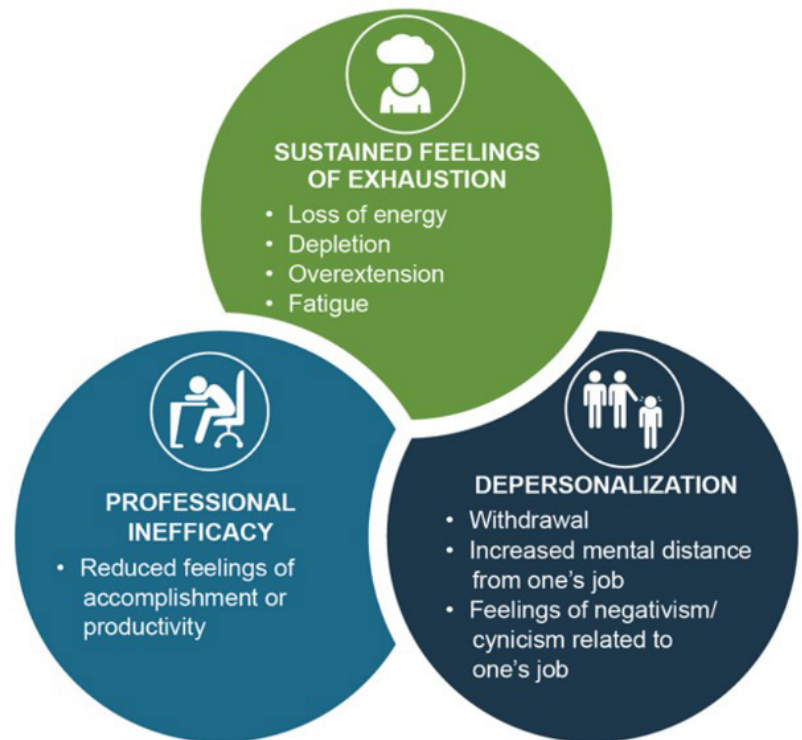 SUSTAINED FEELINGS
OF EXHAUSTION
• Loss of energy
• Depletion
• Overextension
• Fatigue
PROFESSIONAL
INEFFICACY
• Reduced feelings of
accomplishment or
productivity
DEPERSONALIZATION
• Withdrawal
• Increased mental distance
from one's job
• Feelings of negativism/
cynicism related to
one's job